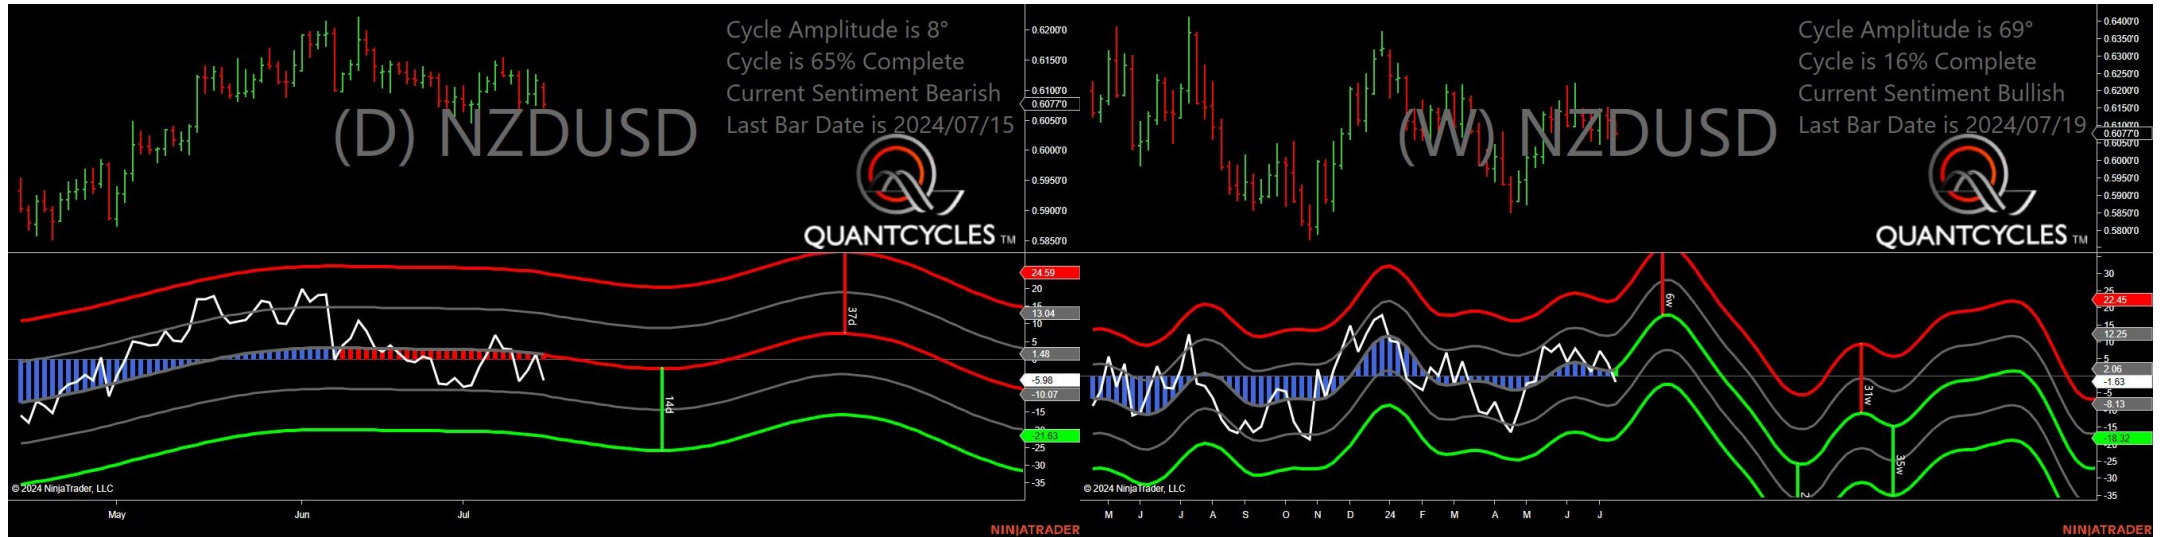 Cycle Amplitude is 8°
Cycle is 65% Complete
Current Sentiment Bearish
Last Bar Date is 2024/07/15
(D) NZDUSD
QUANTCYCLES TM
0.6200'0
0.6150'0
0.6100'0
0.6077'0
0.6050'0
0.6000'0
0.5950'0
0.5900'0
0.5850'0
24.59
20
15
13.04
10
5
1.48
-5.98
-10.07
-15
-21.63
-25
-30
-35
37d
14d
© 2024 NinjaTrader, LLC
May Jun Jul
NINJATRADER
Cycle Amplitude is 69°
Cycle is 16% Complete
Current Sentiment Bullish
Last Bar Date is 2024/07/19
(W) NZDUSD
QUANTCYCLES TM
0.6400'0
0.6350'0
0.6300'0
0.6250'0
0.6200'0
0.6150'0
0.6100'0
0.6077'0
0.6050'0
0.6000'0
0.5950'0
0.5900'0
0.5850'0
0.5800'0
30
25
22.45
20
15
12.25
10
5
2.06
-1.63
-5
-8.13
-10
-15
-18.32
-20
-25
-30
-35
6w
31w
35w
2
© 2024 NinjaTrader, LLC
M J J A S O N D 24 F M A M J J
NINJATRADER